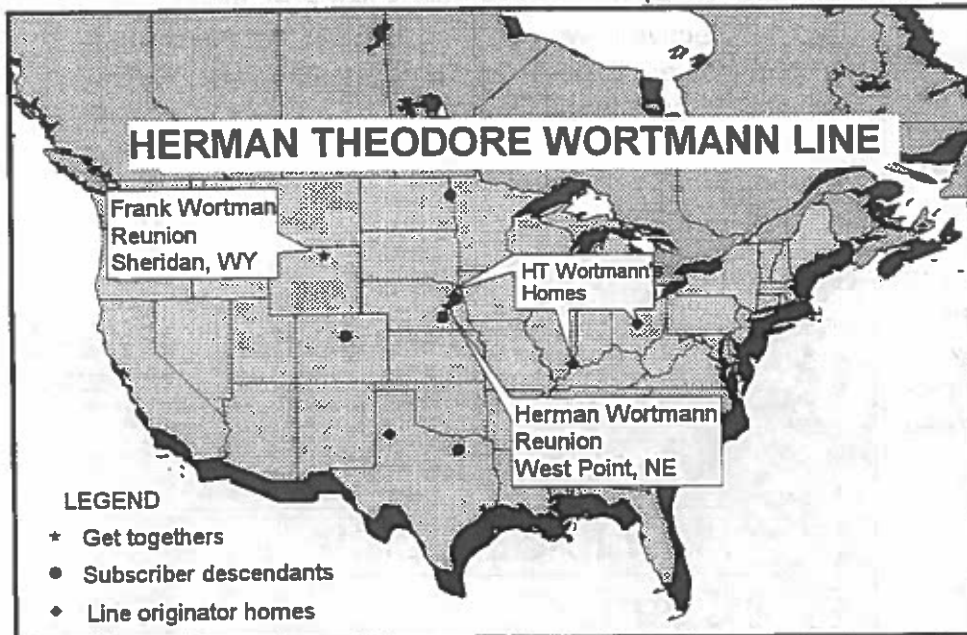 HERMAN THEODORE WORTMANN LINE
Frank Wortman
Reunion
Sheridan, WY
HT Wortmann's
Homes
Herman Wortmann
Reunion
West Point, NE
LEGEND
Get togethers
Subscriber descendants
Line originator homes